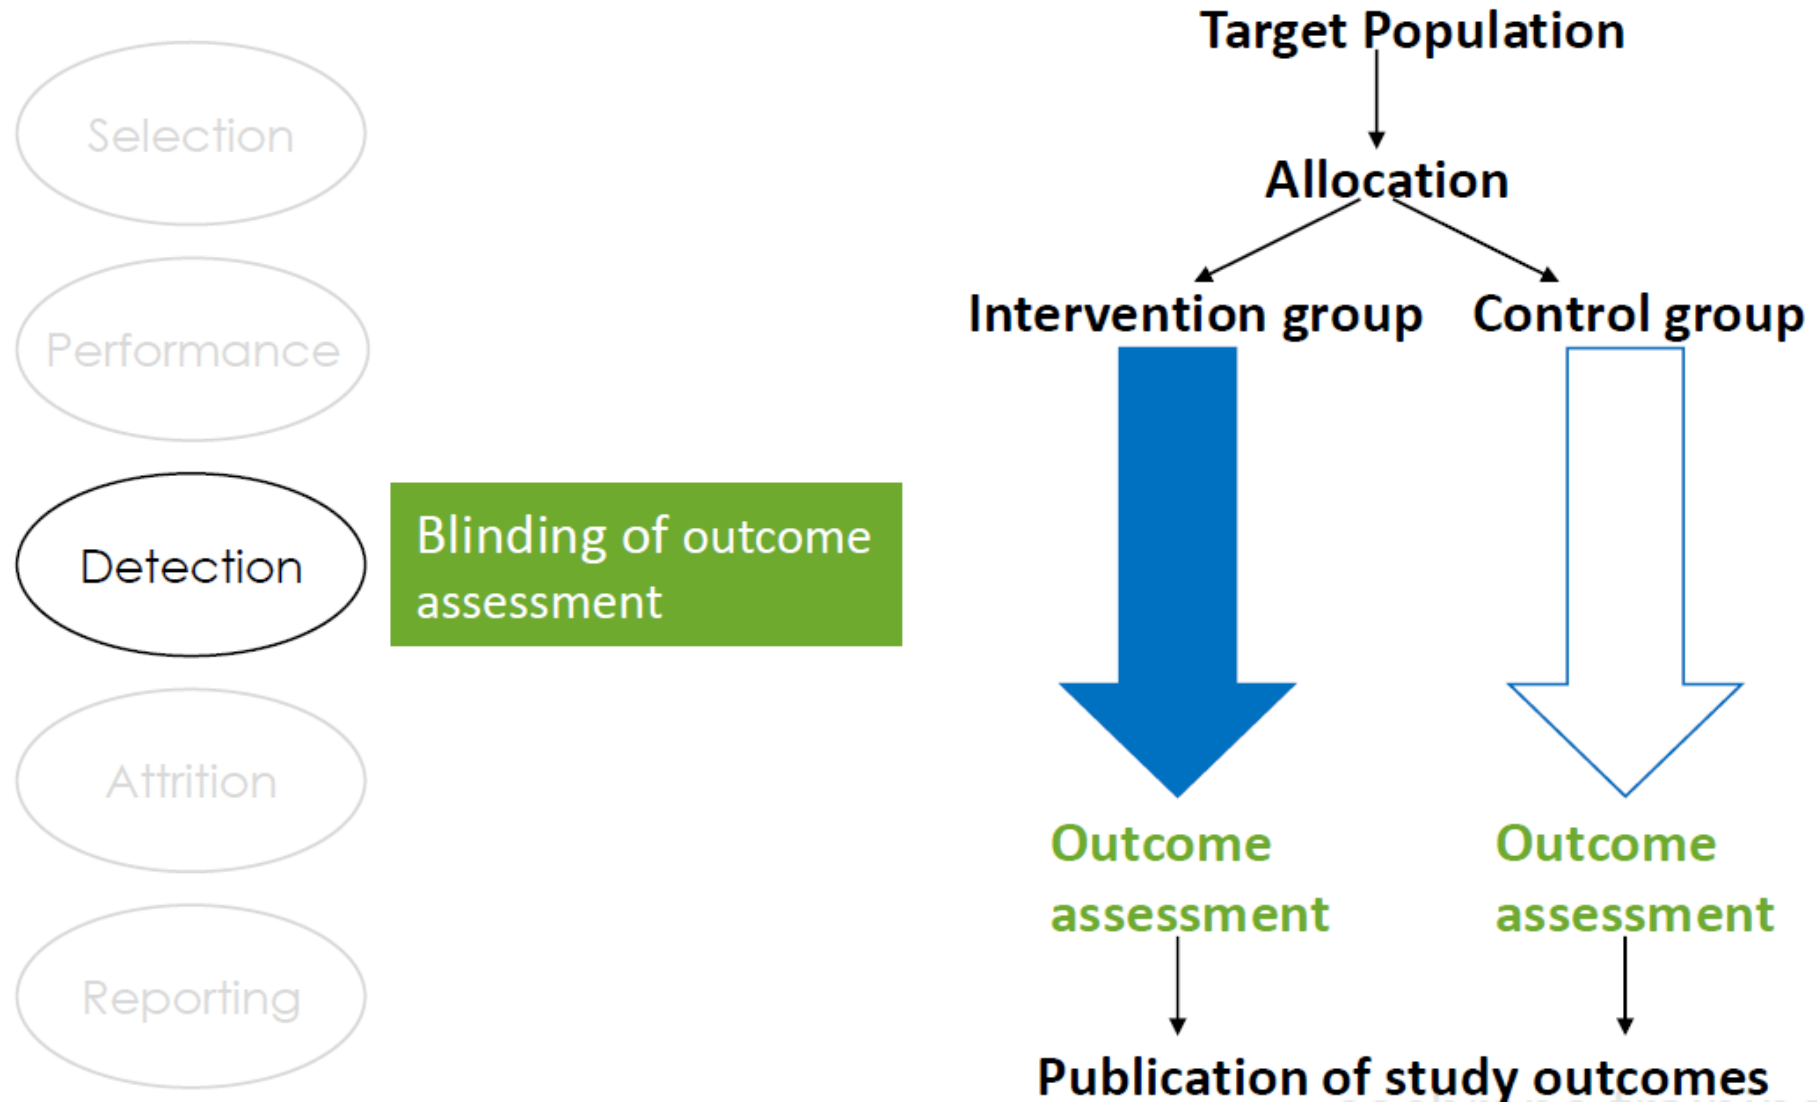 Selection
Performance
Detection
Attrition
Reporting
Blinding of outcome
assessment
Target Population
Allocation
Intervention group
Control group
Outcome
assessment
Outcome
assessment
Publication of study outcomes